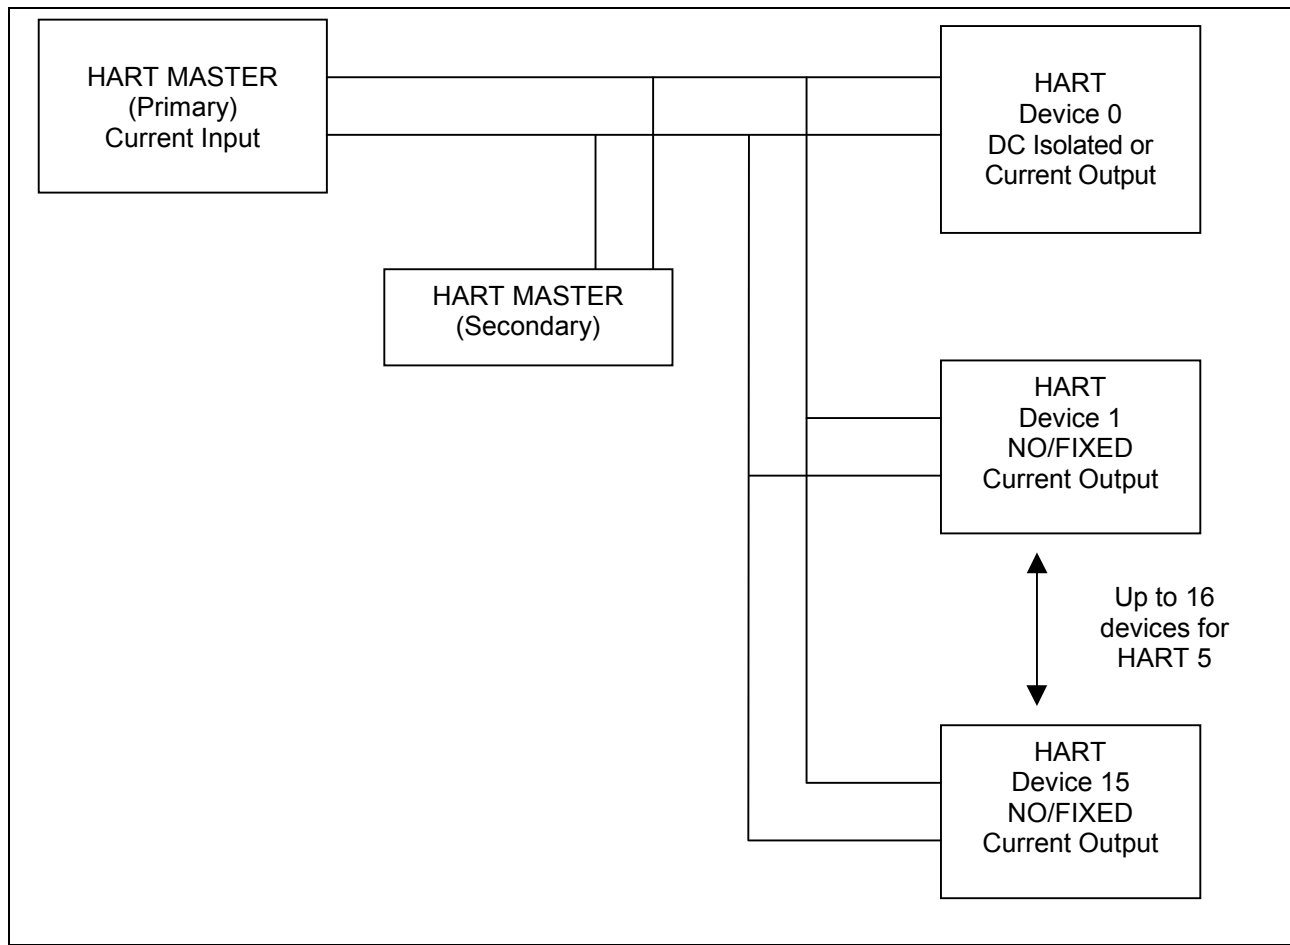 HART MASTER
(Primary)
Current Input
HART
Device 0
DC Isolated or
Current Output
HART MASTER
(Secondary)
HART
Device 1
NO/FIXED
Current Output
Up to 16
devices for
HART 5
HART
Device 15
NO/FIXED
Current Output